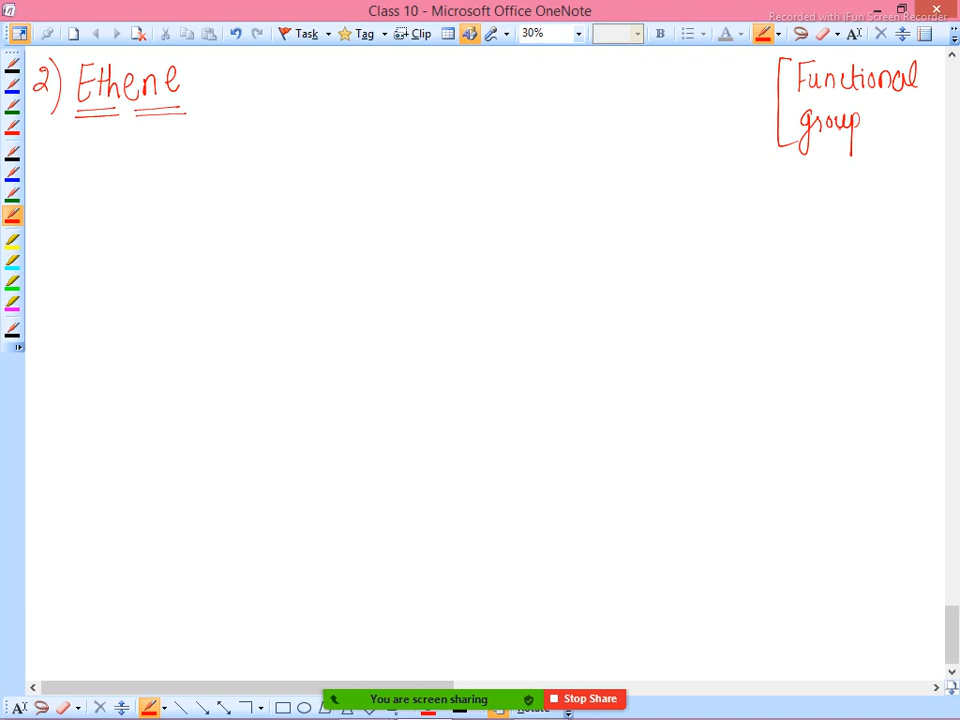 Class 10 - Microsoft Office OneNote
Recorded with iFun Screen Recorder
Task Tag Clip 30% B A A
2) Ethene
[Functional
group
You are screen sharing
Stop Share
A